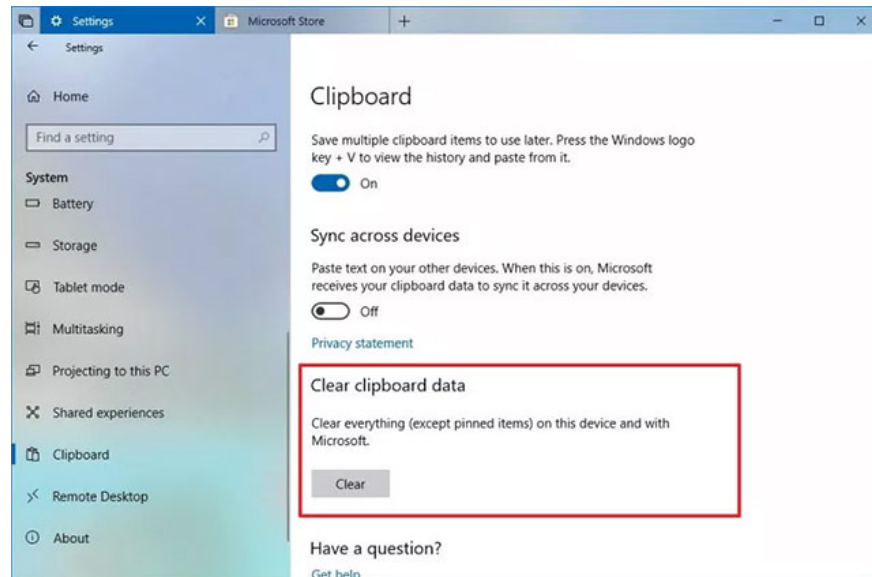 Settings
Microsoft Store
Settings
Home
Find a setting
System
Battery
Storage
Tablet mode
Multitasking
Projecting to this PC
Shared experiences
Clipboard
Remote Desktop
About
Clipboard
Save multiple clipboard items to use later. Press the Windows logo
key + V to view the history and paste from it.
On
Sync across devices
Paste text on your other devices. When this is on, Microsoft
receives your clipboard data to sync it across your devices.
Off
Privacy statement
Clear clipboard data
Clear everything (except pinned items) on this device and with
Microsoft.
Clear
Have a question?
Get help